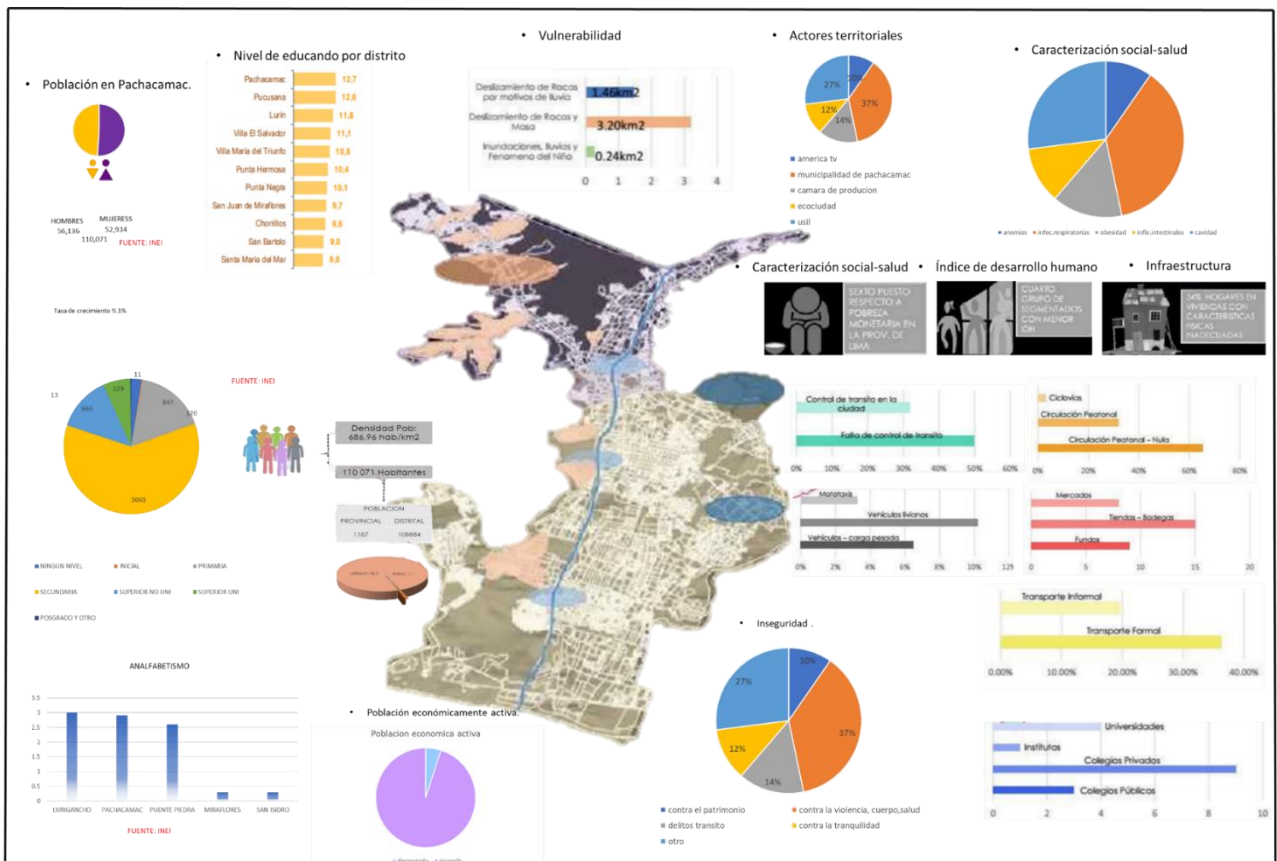 • Población en Pachacamac.
HOMBRES
56,136
MUJERESS
52,934
110,071
FUENTE: INEI
• Nivel de educando por distrito
Pachacamac 12,7
Pucusana 12,6
Lurín 11,8
Villa El Salvador 11,1
Villa María del Triunfo 10,8
Punta Hermosa 10,4
Punta Negra 10,1
San Juan de Miraflores 9,7
Chorrillos 9,6
San Bartolo 9,0
Santa María del Mar 8,8
• Vulnerabilidad
Deslizamiento de Rocas
por motivos de lluvia
1.46km2
Deslizamiento de Rocas y
Masa
3.20km2
Inundaciones, lluvias y
Fenomeno del Niño
0.24km2
0 1 2 3 4
• Actores territoriales
10%
37%
14%
12%
27%
america tv
municipalidad de pachacamac
camara de producion
ecociudad
usil
• Caracterización social-salud
anemias infec,respiratorias obesidad infle,intestinales cavidad
• Caracterización social-salud
SEXTO PUESTO
RESPECTO A
POBREZA
MONETARIA EN
LA PROV. DE
LIMA
• Índice de desarrollo humano
CUARTO
GRUPO DE
SEGMENTADOS
CON MENOR
IDH
• Infraestructura
34% HOGARES EN
VIVIENDAS CON
CARACTERISTICAS
FISICAS
INADECUADAS
Tasa de crecimiento 9.1%
11
847
126
5055
13
665
329
FUENTE: INEI
NINGUN NIVEL INICIAL PRIMARIA
SECUNDARIA SUPERIOR NO UNI SUPERIOR UNI
POSGRADO Y OTRO
Densidad Pob:
686.96 hab/km2
110 071 Habitantes
POBLACION
PROVINCIAL DISTRITAL
1187 108884
Control de transito en la
ciudad
Falta de control de transito
0% 10% 20% 30% 40% 50% 60%
Ciclovías
Circulación Peatonal
Circulación Peatonal – Nula
0% 20% 40% 60% 80%
Mototaxis
Vehículos livianos
Vehículos – carga pesada
0% 2% 4% 6% 8% 10% 12%
Mercados
Tiendas – Bodegas
Fundos
0 5 10 15 20
Transporte Informal
Transporte Formal
0.00% 10.00% 20.00% 30.00% 40.00%
Universidades
Institutos
Colegios Privados
Colegios Públicos
0 2 4 6 8 10
• Inseguridad .
10%
37%
14%
12%
27%
contra el patrimonio contra la violencia, cuerpo,salud
delitos transito contra la tranquilidad
otro
ANALFABETISMO
3.5
3
2.5
2
1.5
1
0.5
0
LURIGANCHO PACHACAMAC PUENTE PIEDRA MIRAFLORES SAN ISIDRO
FUENTE: INEI
• Población económicamente activa.
Poblacion economica activa